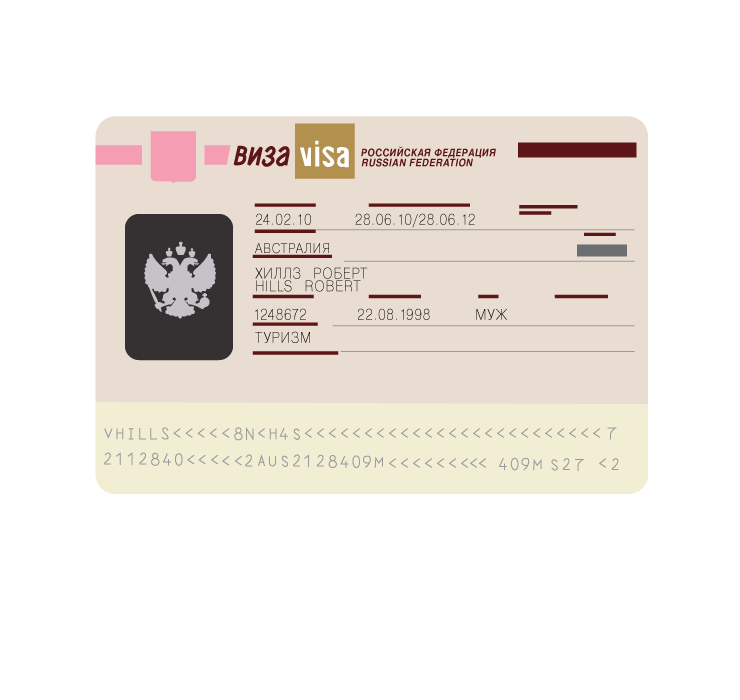 ВИЗА visa РОССИЙСКАЯ ФЕДЕРАЦИЯ
RUSSIAN FEDERATION
24.02.10 28.06.10/28.06.12
АВСТРАЛИЯ
ХИЛЛЗ РОБЕРТ
HILLS ROBERT
1248672 22.08.1998 МУЖ
ТУРИЗМ
VHILLS<<<<<8N<H4S<<<<<<<<<<<<<<<<<<<<<<<<<7
2112840<<<<<2AUS2128409M<<<<<<<<< 409M S27 <2